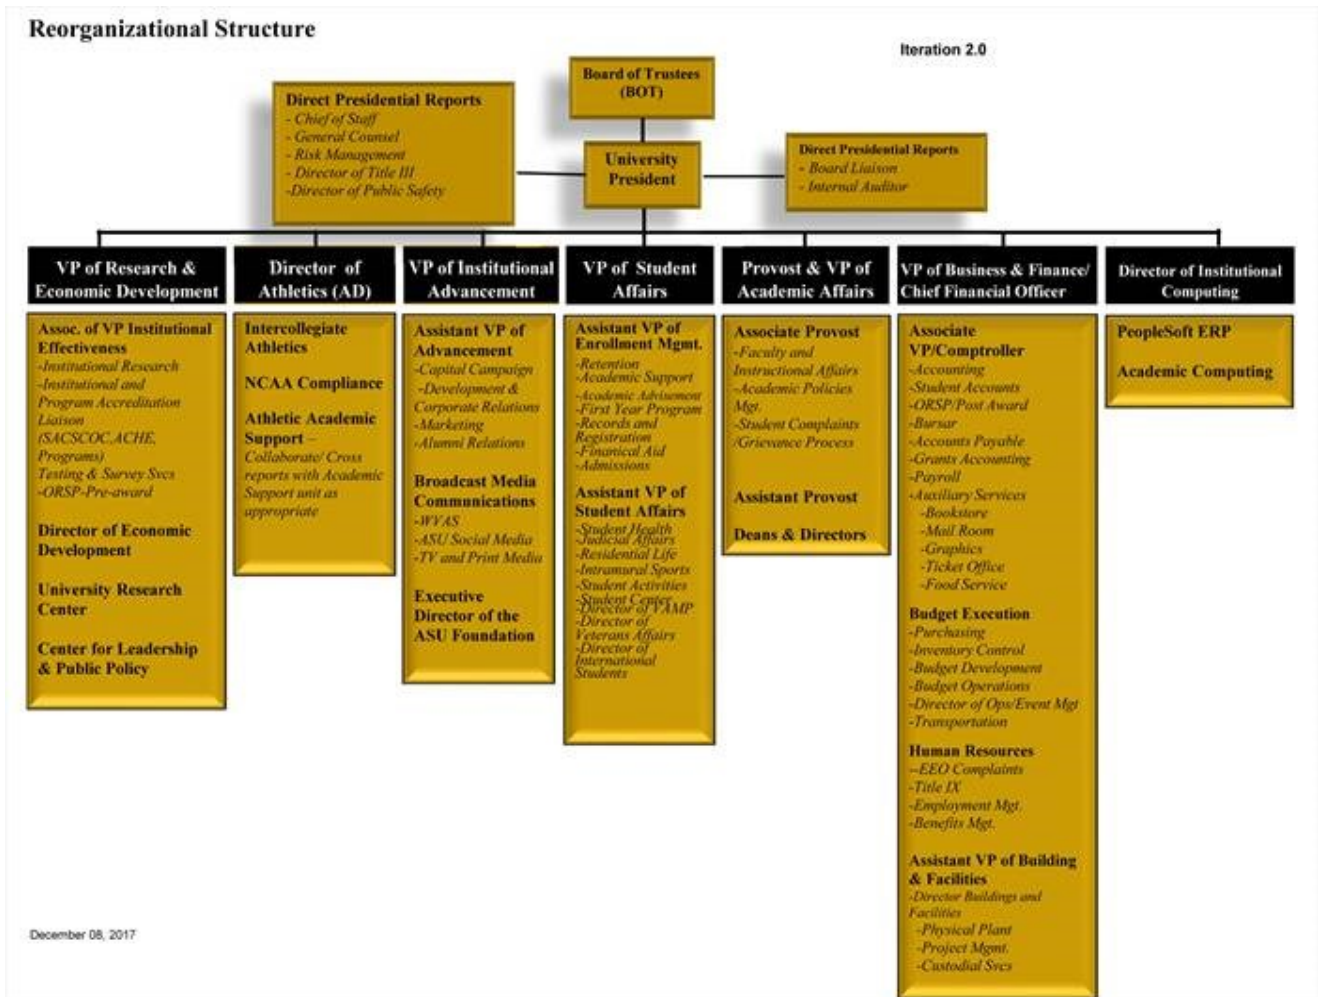 Reorganizational Structure
Iteration 2.0
Board of Trustees
(BOT)
Direct Presidential Reports
- Chief of Staff
- General Counsel
- Risk Management
- Director of Title III
-Director of Public Safety
University
President
Direct Presidential Reports
- Board Liaison
- Internal Auditor
VP of Research &
Economic Development
Assoc. of VP Institutional
Effectiveness
-Institutional Research
-Institutional and
Program Accreditation
Liaison
(SACSCOC,ACHE,
Programs)
Testing & Survey Svcs
-ORSP-Pre-award
Director of Economic
Development
University Research
Center
Center for Leadership
& Public Policy
Director of
Athletics (AD)
Intercollegiate
Athletics
NCAA Compliance
Athletic Academic
Support –
Collaborate/ Cross
reports with Academic
Support unit as
appropriate
VP of Institutional
Advancement
Assistant VP of
Advancement
-Capital Campaign
-Development &
Corporate Relations
-Marketing
-Alumni Relations
Broadcast Media
Communications
-WVAS
-ASU Social Media
-TV and Print Media
Executive
Director of the
ASU Foundation
VP of Student
Affairs
Assistant VP of
Enrollment Mgmt.
-Retention
-Academic Support
-Academic Advisement
-First Year Program
-Records and
Registration
-Finanical Aid
-Admissions
Assistant VP of
Student Affairs
-Student Health
-Judicial Affairs
-Residential Life
-Intramural Sports
-Student Activities
-Student Center
-Director of VAMP
-Director of
Veterans Affairs
-Director of
International
Students
Provost & VP of
Academic Affairs
Associate Provost
-Faculty and
Instructional Affairs
-Academic Policies
Mgt.
-Student Complaints
/Grievance Process
Assistant Provost
Deans & Directors
VP of Business & Finance/
Chief Financial Officer
Associate
VP/Comptroller
-Accounting
-Student Accounts
-ORSP/Post Award
-Bursar
-Accounts Payable
-Grants Accounting
-Payroll
-Auxiliary Services
-Bookstore
-Mail Room
-Graphics
-Ticket Office
-Food Service
Budget Execution
-Purchasing
-Inventory Control
-Budget Development
-Budget Operations
-Director of Ops/Event Mgt
-Transportation
Human Resources
--EEO Complaints
-Title IX
-Employment Mgt.
-Benefits Mgt.
Assistant VP of Building
& Facilities
-Director Buildings and
Facilities
-Physical Plant
-Project Mgmt.
-Custodial Svcs
Director of Institutional
Computing
PeopleSoft ERP
Academic Computing
December 08, 2017